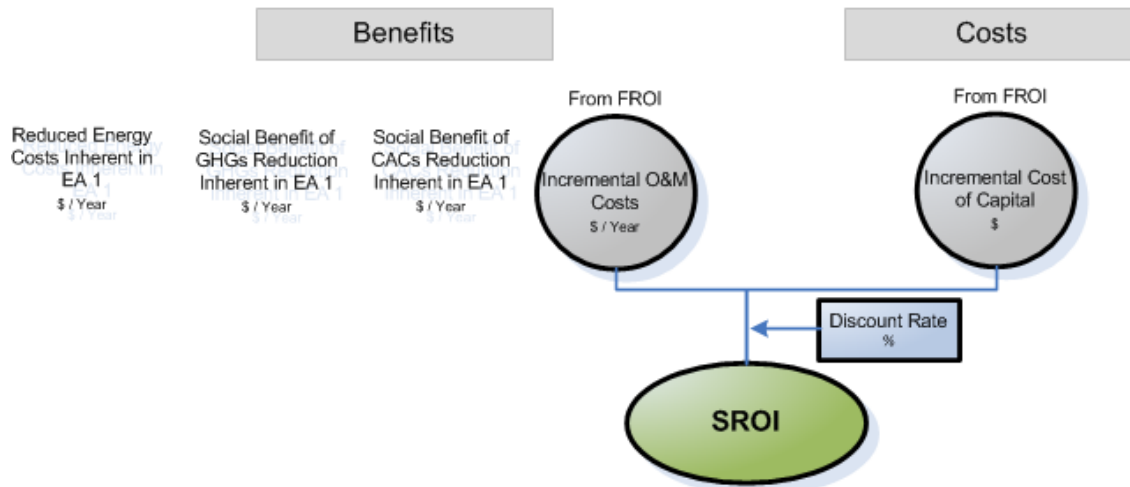 Benefits
Costs
Reduced Energy
Costs Inherent in
EA 1
$ / Year
Social Benefit of
GHGs Reduction
Inherent in EA 1
$ / Year
Social Benefit of
CACs Reduction
Inherent in EA 1
$ / Year
From FROI
Incremental O&M
Costs
$ / Year
From FROI
Incremental Cost
of Capital
$
Discount Rate
%
SROI